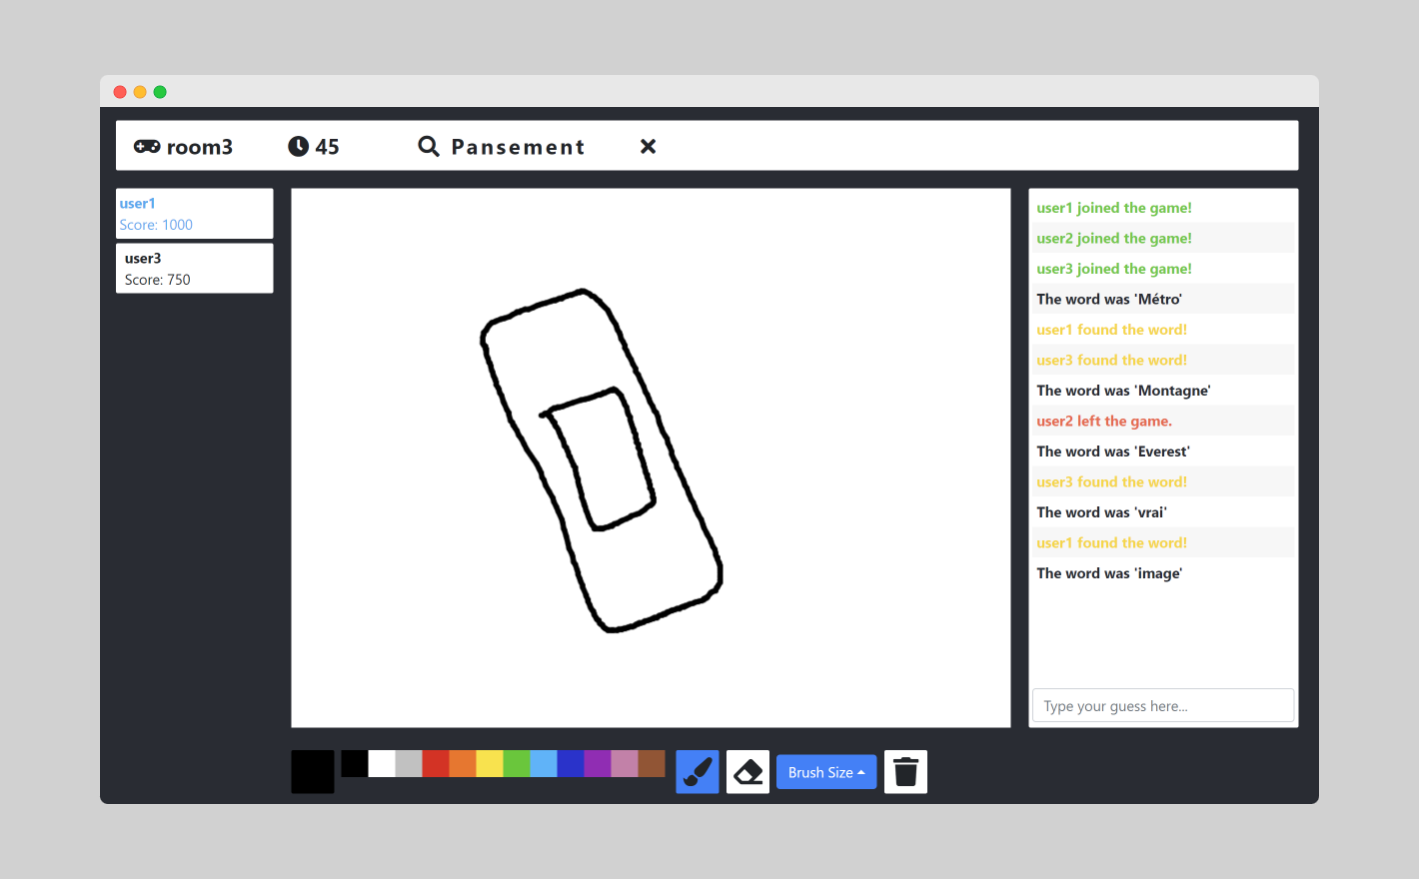 room3
45
Pansement
user1
Score: 1000
user3
Score: 750
user1 joined the game!
user2 joined the game!
user3 joined the game!
The word was 'Métro'
user1 found the word!
user3 found the word!
The word was 'Montagne'
user2 left the game.
The word was 'Everest'
user3 found the word!
The word was 'vrai'
user1 found the word!
The word was 'image'
Type your guess here...
Brush Size